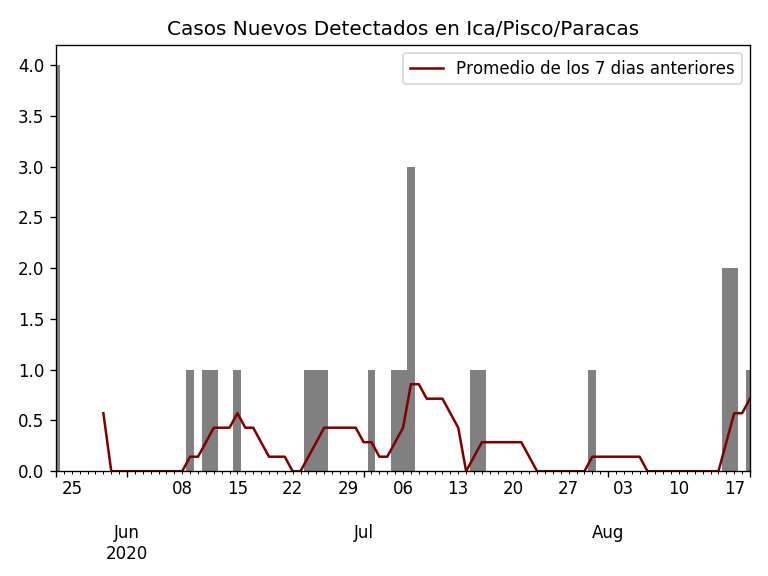 Casos Nuevos Detectados en Ica/Pisco/Paracas
Promedio de los 7 dias anteriores
4.0
3.5
3.0
2.5
2.0
1.5
1.0
0.5
0.0
25 08 15 22 29 06 13 20 27 03 10 17
Jun Jul Aug
2020